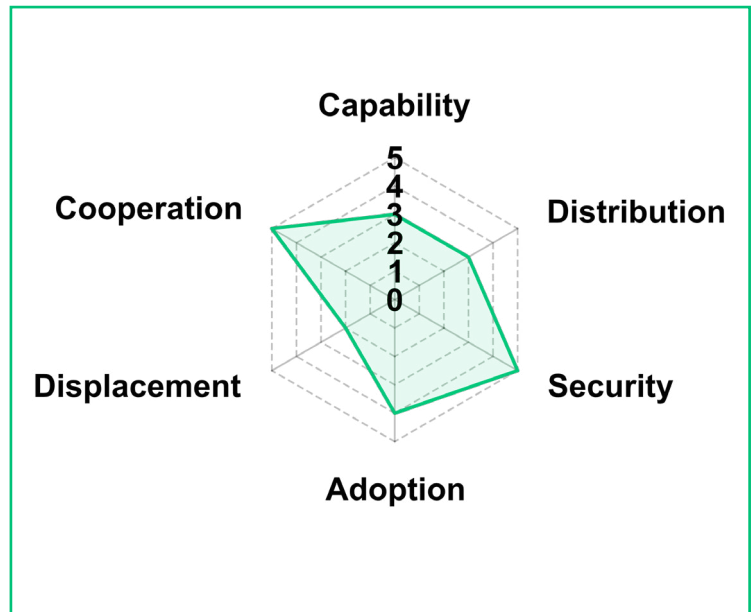 Capability
5
4
3
2
1
0
Cooperation
Distribution
Displacement
Security
Adoption